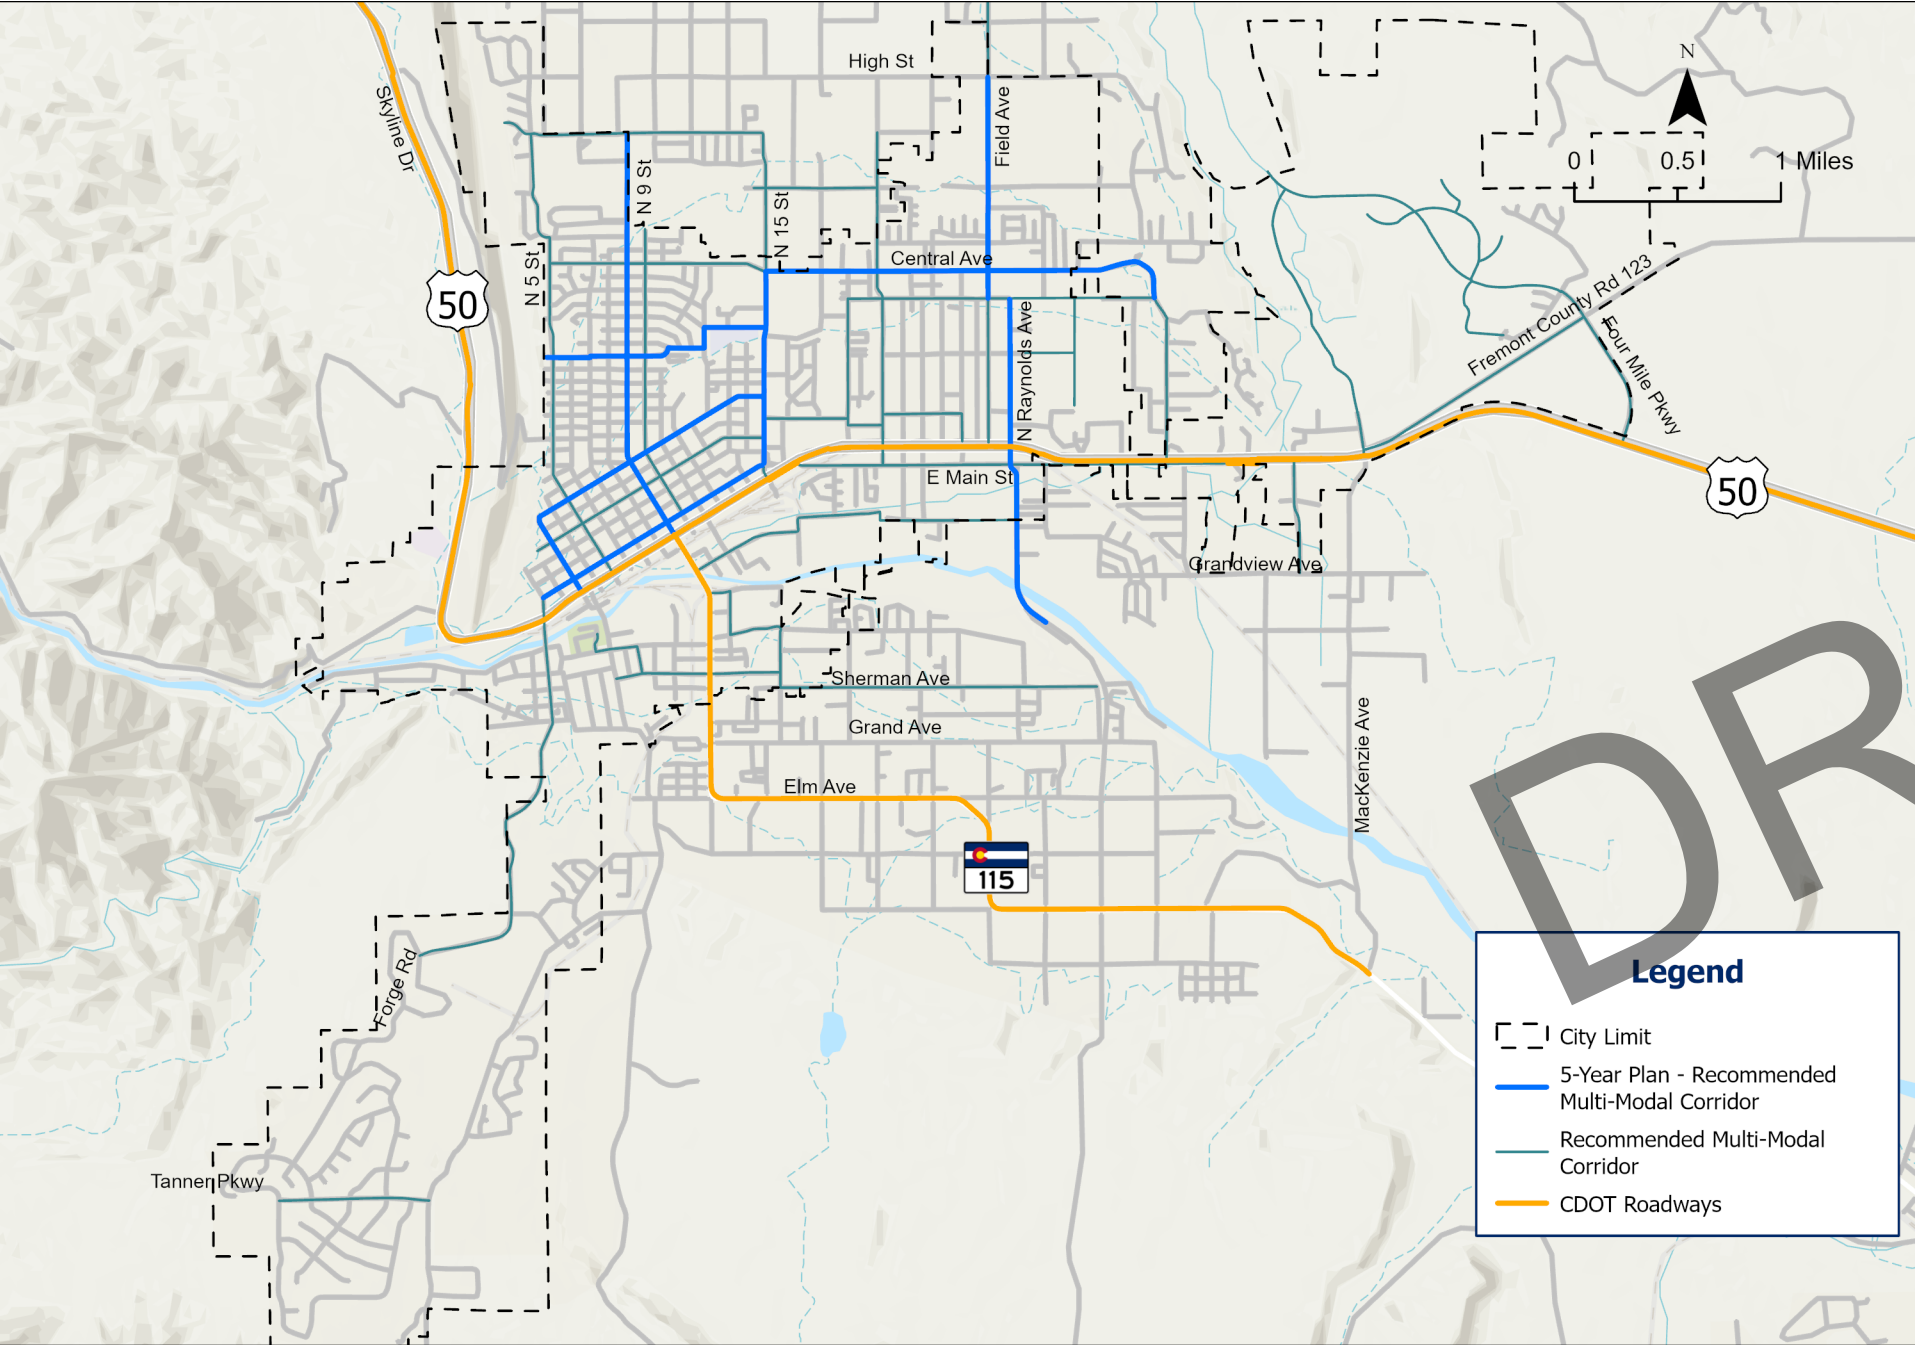 N
0 0.5 1 Miles
High St
Skyline Dr
Field Ave
N 9 St
N 15 St
N 5 St
Central Ave
50
N Raynolds Ave
Fremont County Rd 123
Four Mile Pkwy
E Main St
50
Grandview Ave
Sherman Ave
Grand Ave
MacKenzie Ave
Elm Ave
115
Forge Rd
Tanner Pkwy
DR
Legend
City Limit
5-Year Plan - Recommended
Multi-Modal Corridor
Recommended Multi-Modal
Corridor
CDOT Roadways